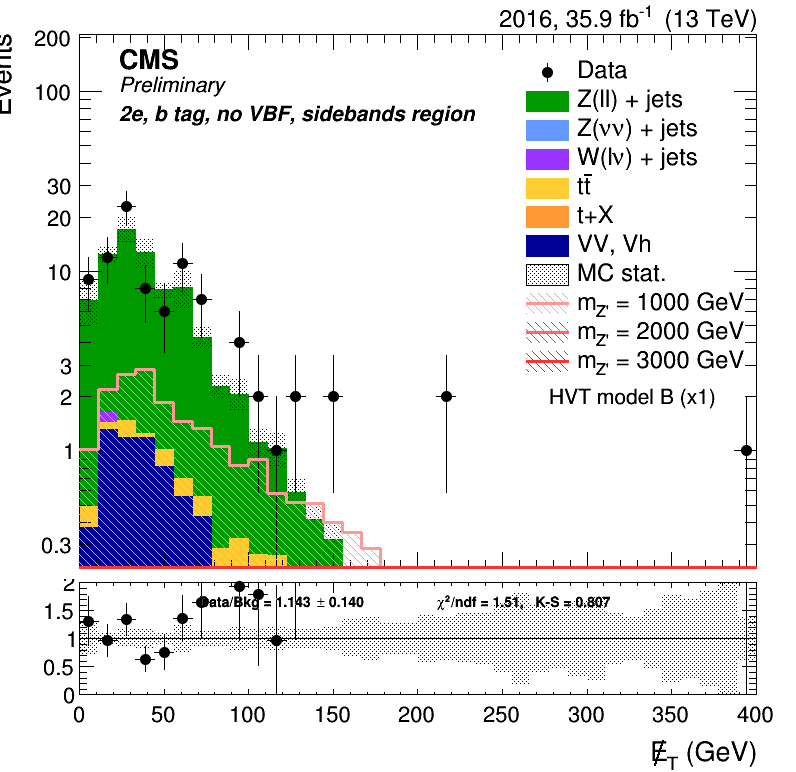 2016, 35.9 fb⁻¹ (13 TeV)
Events
CMS
Preliminary
2e, b tag, no VBF, sidebands region
Data
Z(ll) + jets
Z(νν) + jets
W(lν) + jets
tt̄
t+X
VV, Vh
MC stat.
m_Z' = 1000 GeV
m_Z' = 2000 GeV
m_Z' = 3000 GeV
HVT model B (x1)
200
100
30
20
10
3
2
1
0.3
Data/Bkg = 1.143 ± 0.140 χ²/ndf = 1.51, K-S = 0.807
2
1.5
1
0.5
0
0 50 100 150 200 250 300 350 400
E̸_T (GeV)